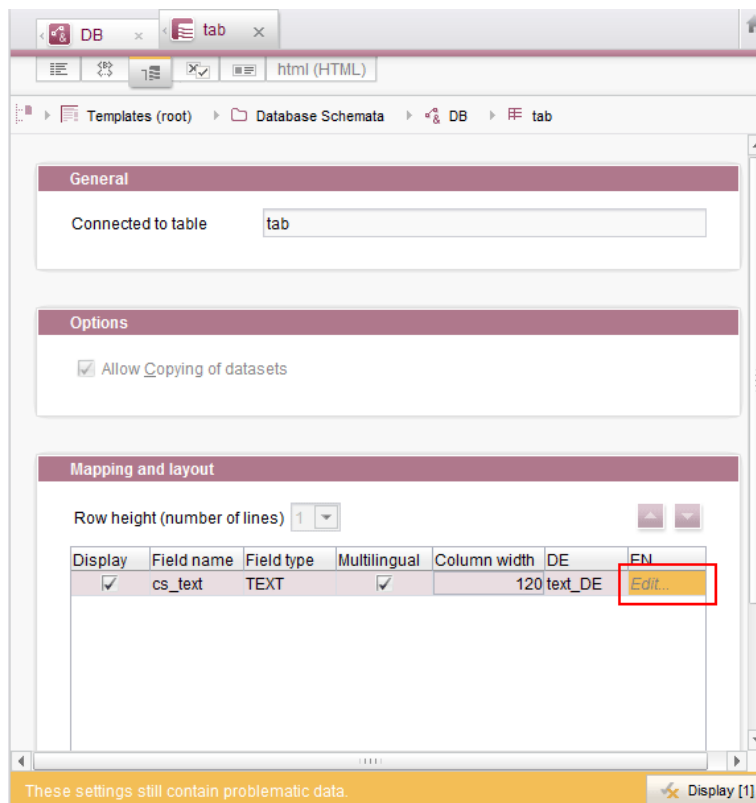 DB tab
html (HTML)
Templates (root) Database Schemata DB tab
General
Connected to table tab
Options
Allow Copying of datasets
Mapping and layout
Row height (number of lines) 1
Display Field name Field type Multilingual Column width DE EN
cs_text TEXT 120 text_DE Edit...
These settings still contain problematic data. Display [1]